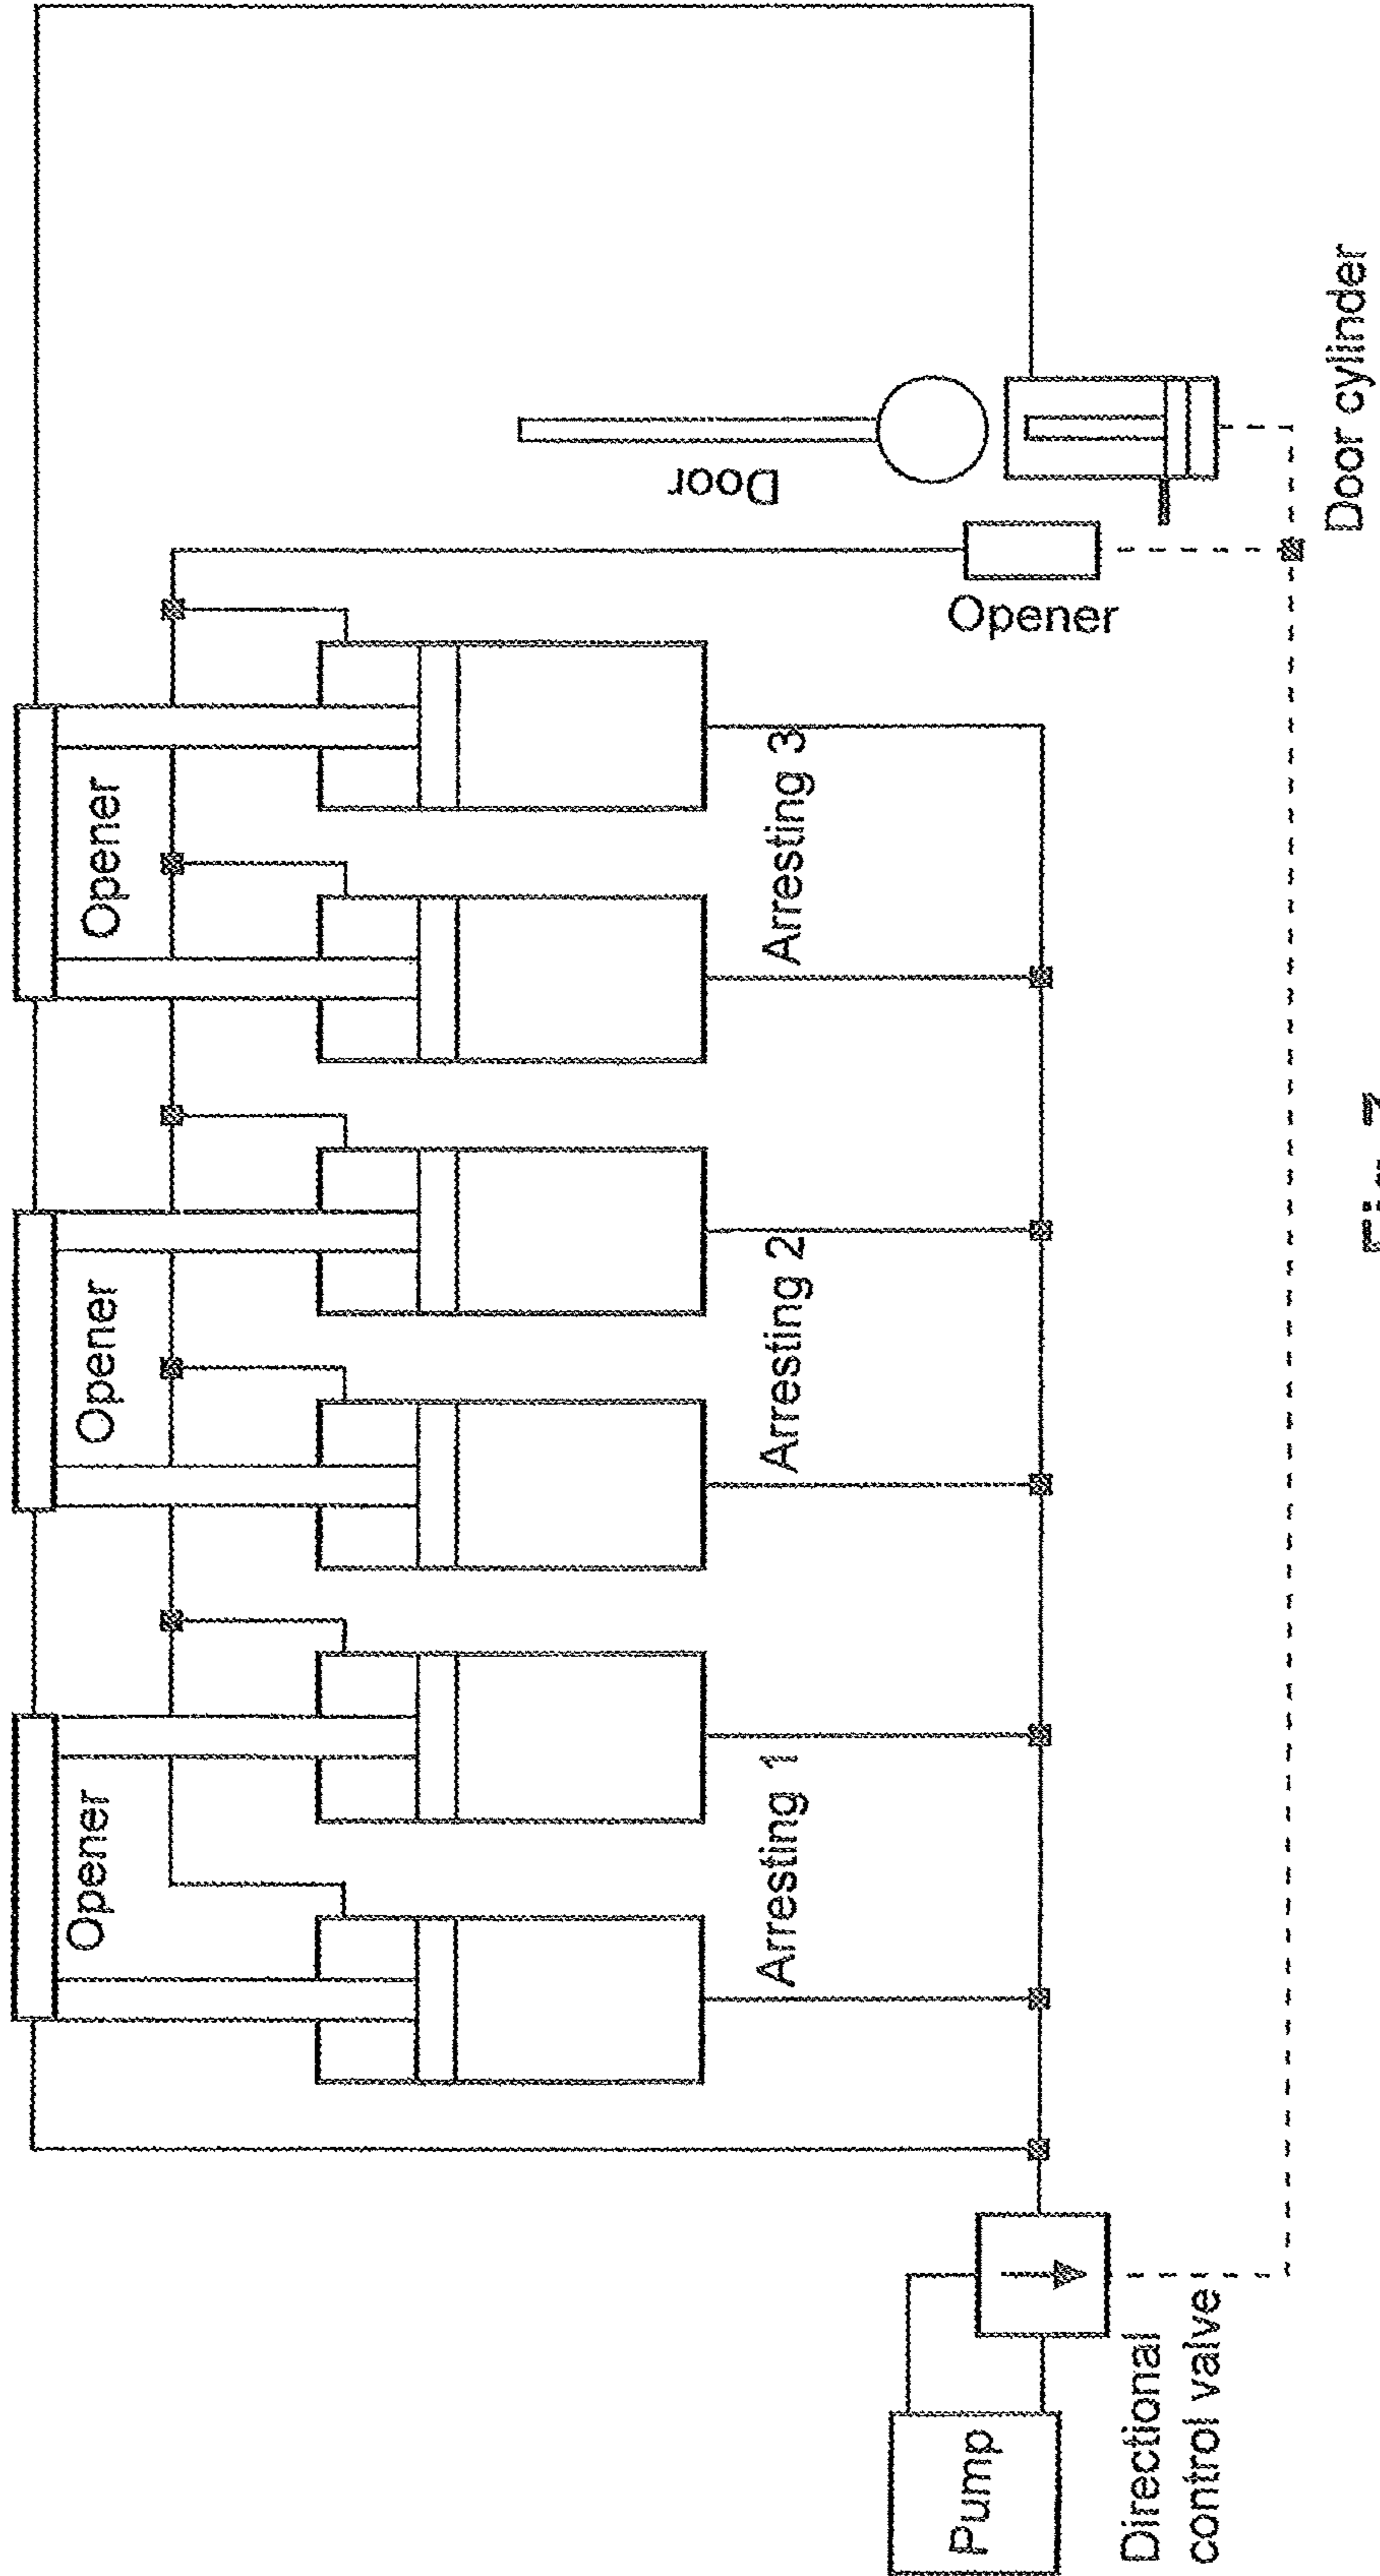 Opener
Opener
Opener
Arresting 1
Arresting 2
Arresting 3
Door
Opener
Door cylinder
Pump
Directional
control valve